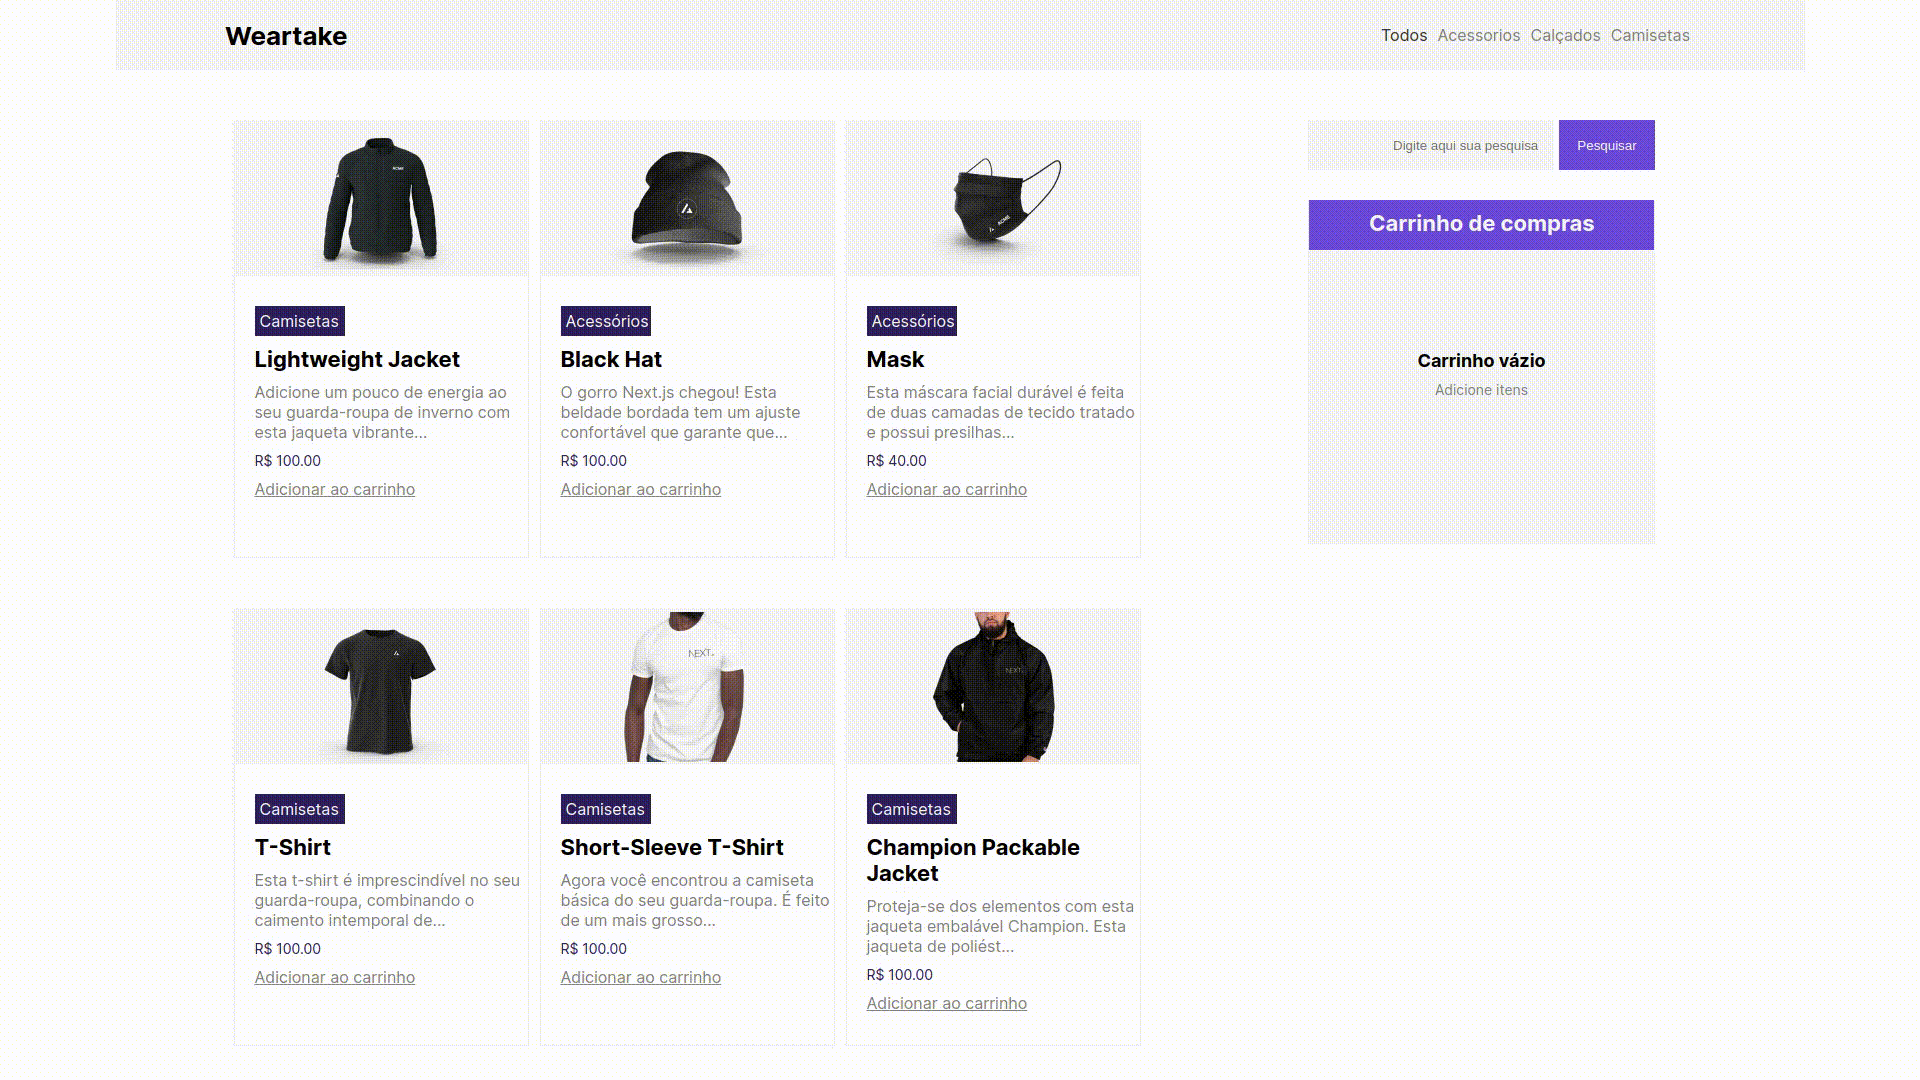 Weartake
Todos Acessorios Calçados Camisetas
Digite aqui sua pesquisa
Pesquisar
Carrinho de compras
Carrinho vázio
Adicione itens
ACME
Camisetas
Lightweight Jacket
Adicione um pouco de energia ao
seu guarda-roupa de inverno com
esta jaqueta vibrante...
R$ 100.00
Adicionar ao carrinho
Acessórios
Black Hat
O gorro Next.js chegou! Esta
beldade bordada tem um ajuste
confortável que garante que...
R$ 100.00
Adicionar ao carrinho
ACME
Acessórios
Mask
Esta máscara facial durável é feita
de duas camadas de tecido tratado
e possui presilhas...
R$ 40.00
Adicionar ao carrinho
Camisetas
T-Shirt
Esta t-shirt é imprescindível no seu
guarda-roupa, combinando o
caimento intemporal de...
R$ 100.00
Adicionar ao carrinho
NEXT
Camisetas
Short-Sleeve T-Shirt
Agora você encontrou a camiseta
básica do seu guarda-roupa. É feito
de um mais grosso...
R$ 100.00
Adicionar ao carrinho
NEXT
Camisetas
Champion Packable
Jacket
Proteja-se dos elementos com esta
jaqueta embalável Champion. Esta
jaqueta de poliést...
R$ 100.00
Adicionar ao carrinho